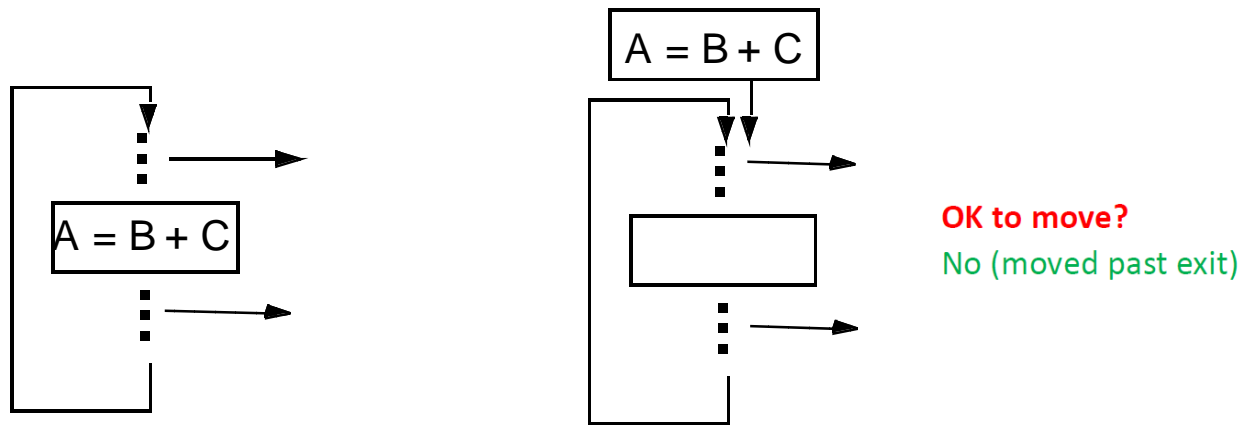 A = B + C
A = B + C
OK to move?
No (moved past exit)